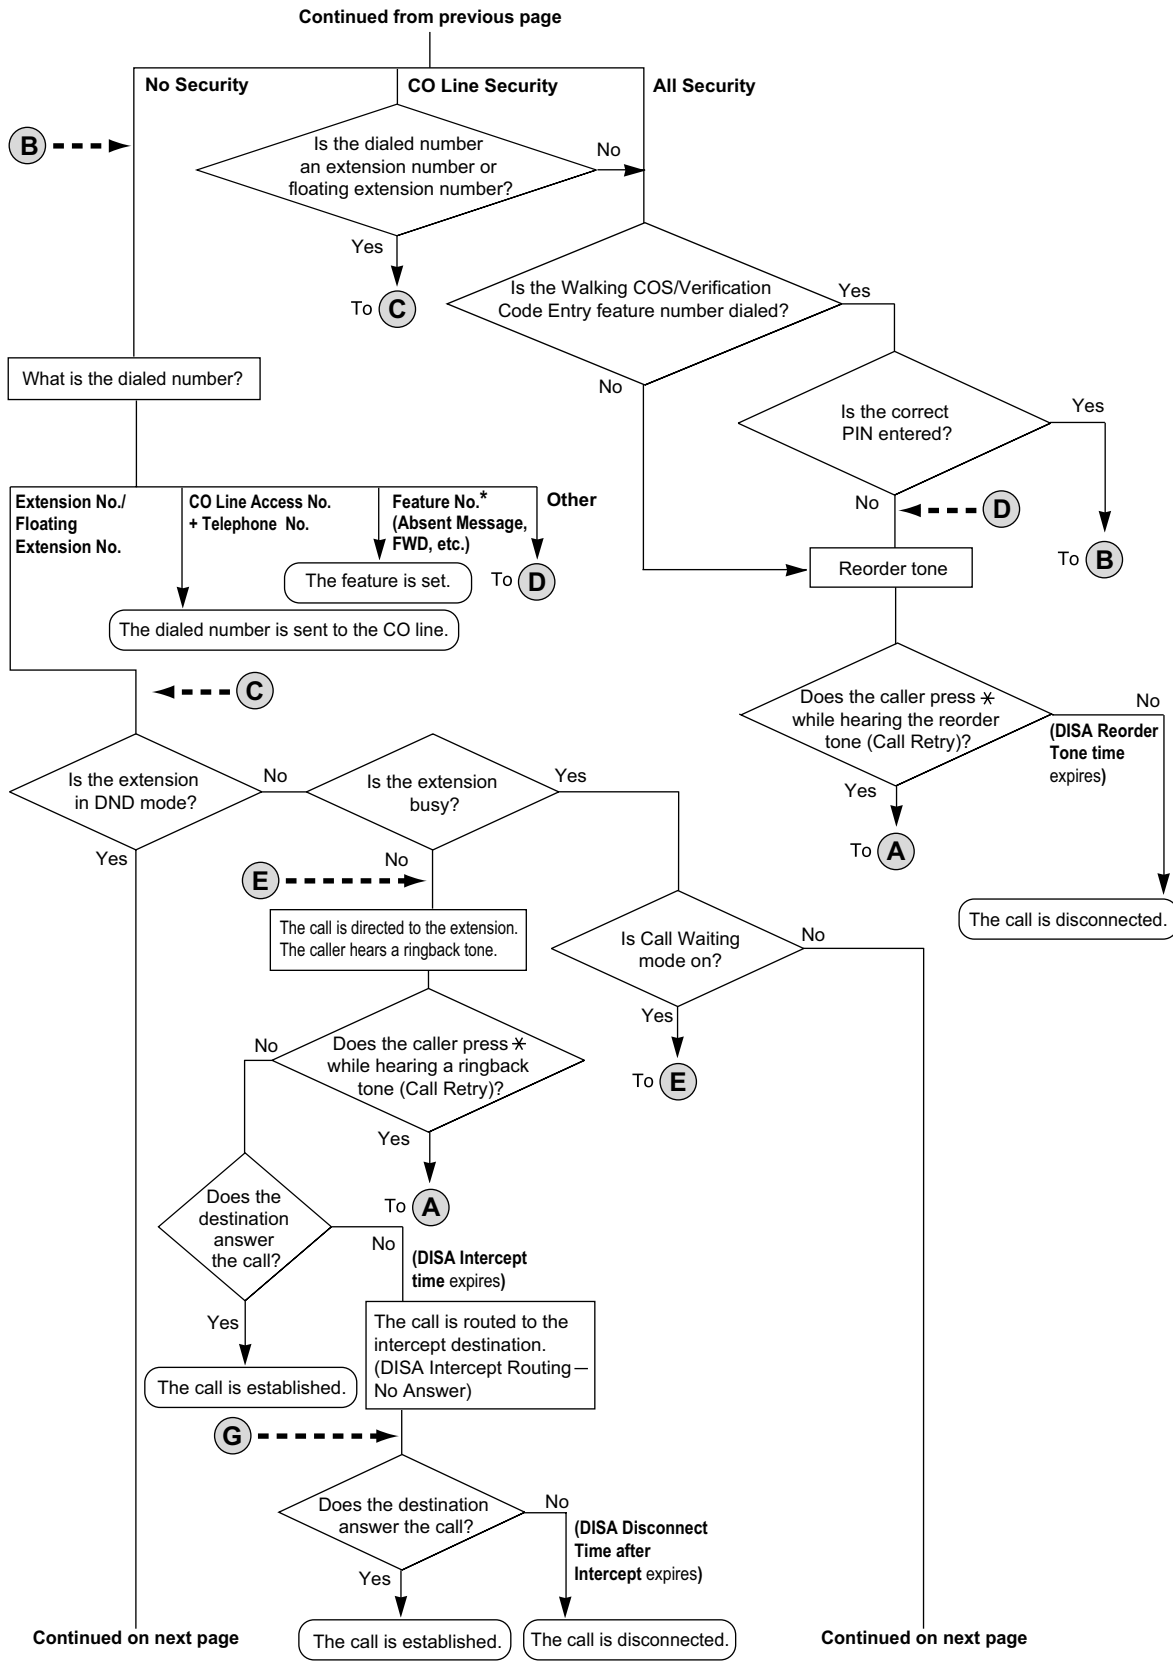 Continued from previous page
No Security
CO Line Security
All Security
B
Is the dialed number
an extension number or
floating extension number?
No
Yes
To C
Is the Walking COS/Verification
Code Entry feature number dialed?
Yes
No
What is the dialed number?
Is the correct
PIN entered?
Yes
No
D
To B
Extension No./
Floating
Extension No.
CO Line Access No.
+ Telephone No.
Feature No.*
(Absent Message,
FWD, etc.)
Other
The feature is set.
To D
Reorder tone
The dialed number is sent to the CO line.
C
Does the caller press *
while hearing the reorder
tone (Call Retry)?
No
(DISA Reorder
Tone time
expires)
Yes
To A
The call is disconnected.
Is the extension
in DND mode?
No
Yes
Is the extension
busy?
Yes
No
E
The call is directed to the extension.
The caller hears a ringback tone.
Is Call Waiting
mode on?
No
Yes
To E
Does the caller press *
while hearing a ringback
tone (Call Retry)?
No
Yes
To A
Does the
destination
answer
the call?
No
(DISA Intercept
time expires)
Yes
The call is established.
The call is routed to the
intercept destination.
(DISA Intercept Routing—
No Answer)
G
Does the destination
answer the call?
No
(DISA Disconnect
Time after
Intercept expires)
Yes
The call is established.
The call is disconnected.
Continued on next page
Continued on next page